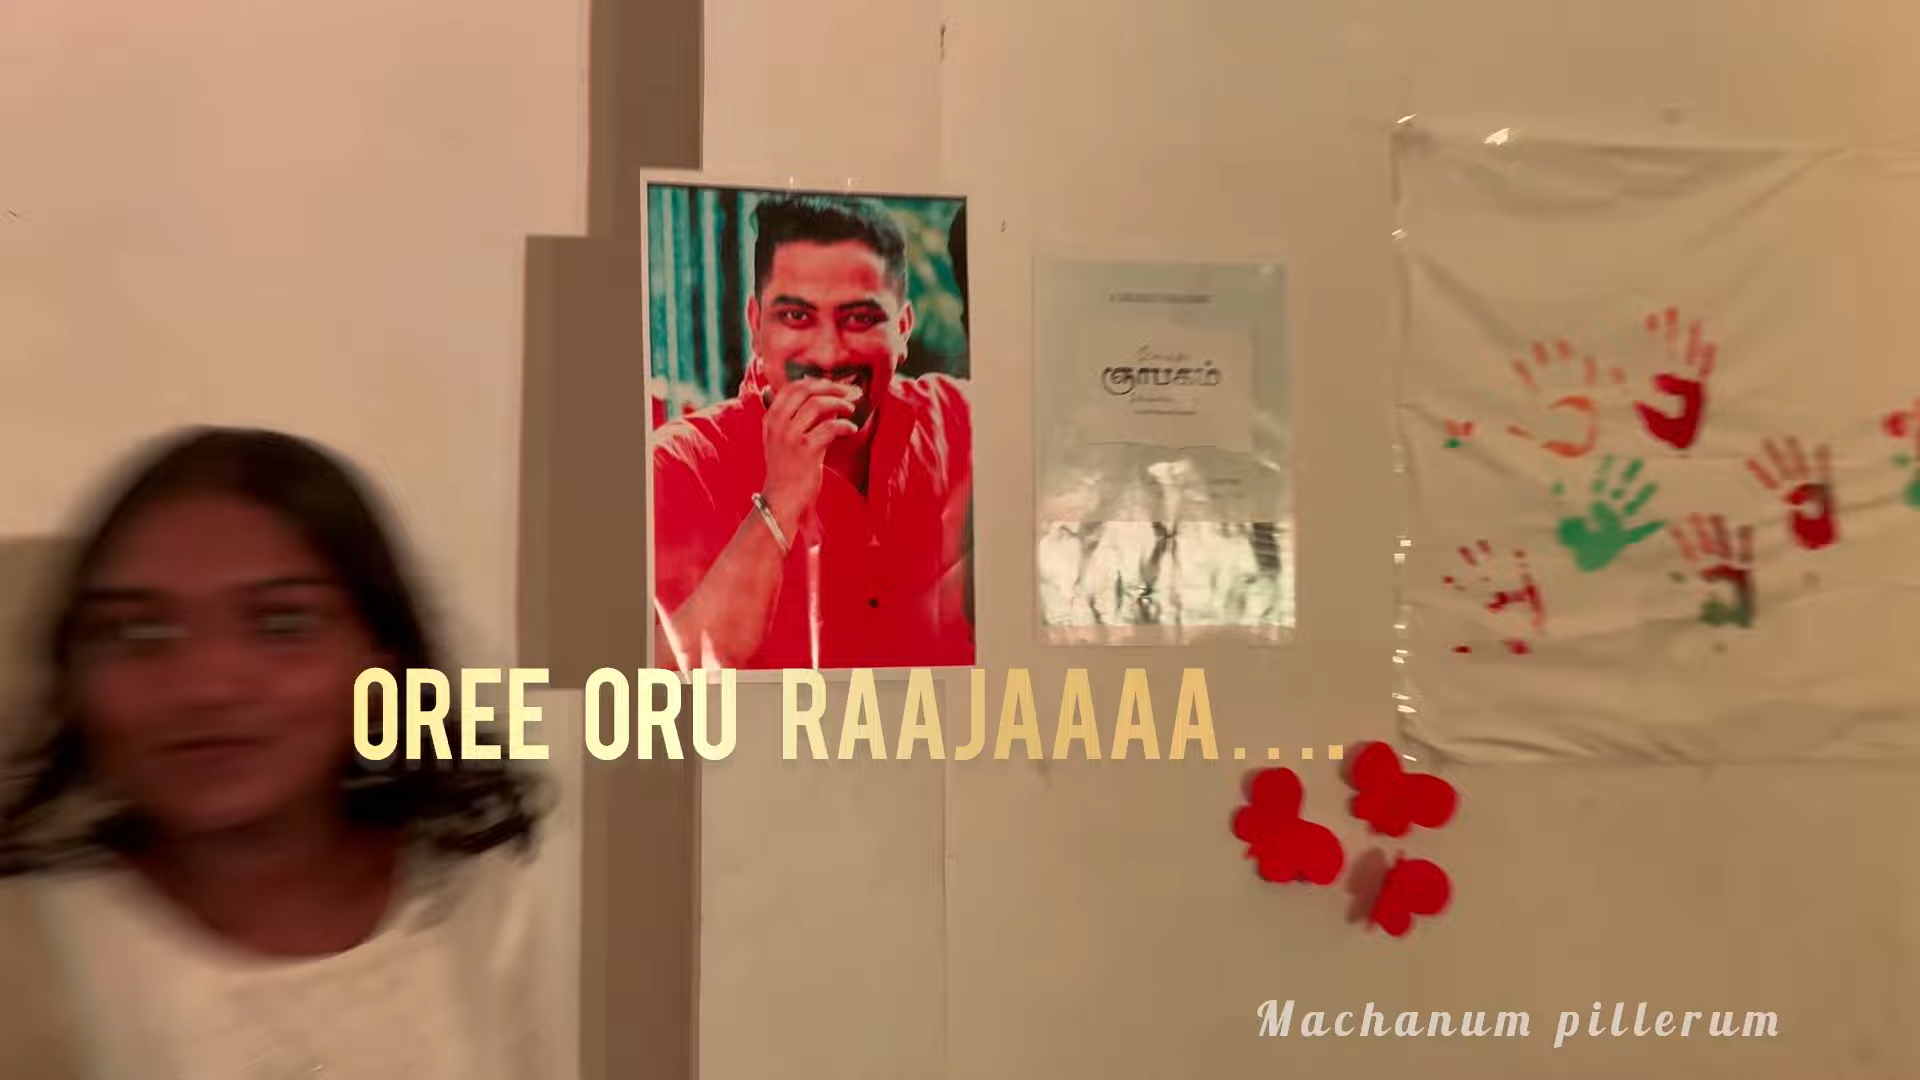 ஞாபகம்
OREE ORU RAAJAAAA....
Machanum pillerum